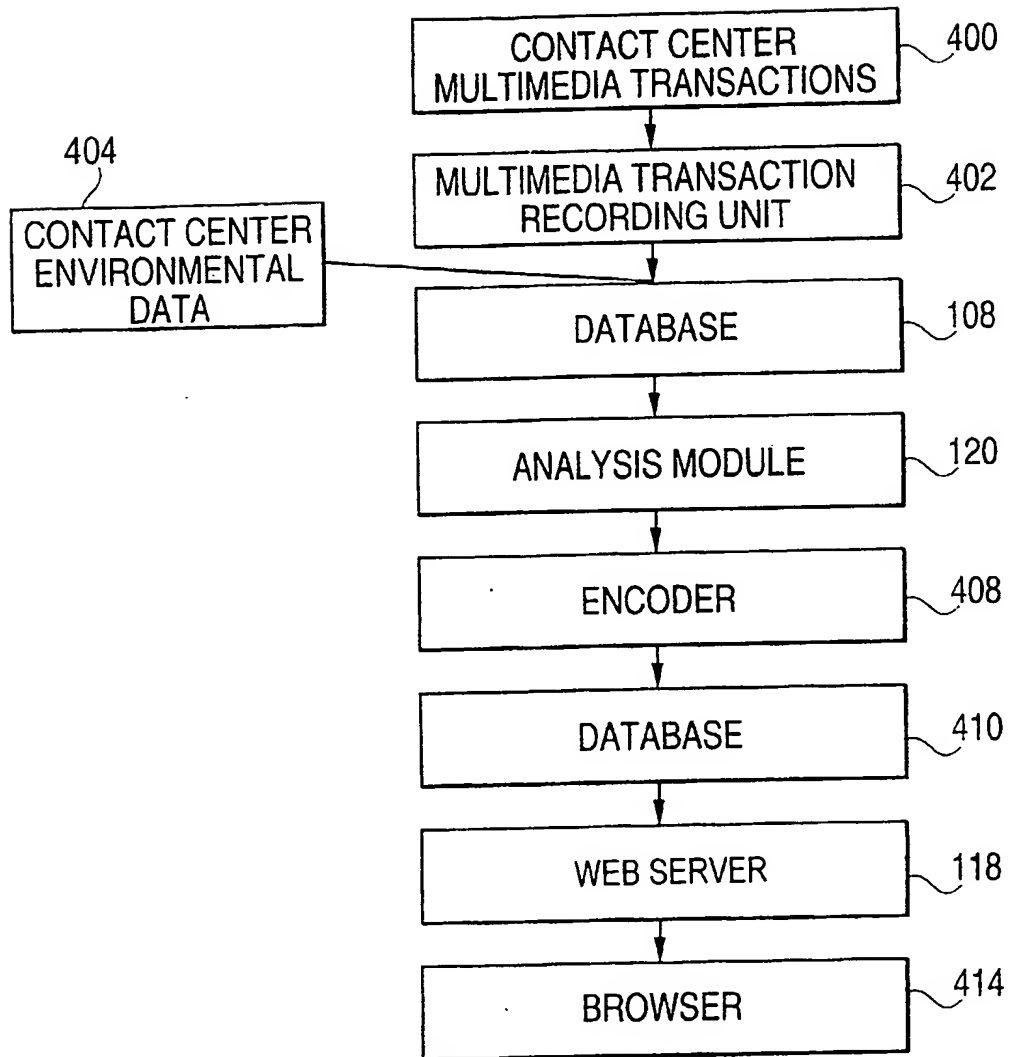 CONTACT CENTER
MULTIMEDIA TRANSACTIONS
400
404
MULTIMEDIA TRANSACTION
RECORDING UNIT
402
CONTACT CENTER
ENVIRONMENTAL
DATA
DATABASE
108
ANALYSIS MODULE
120
ENCODER
408
DATABASE
410
WEB SERVER
118
BROWSER
414